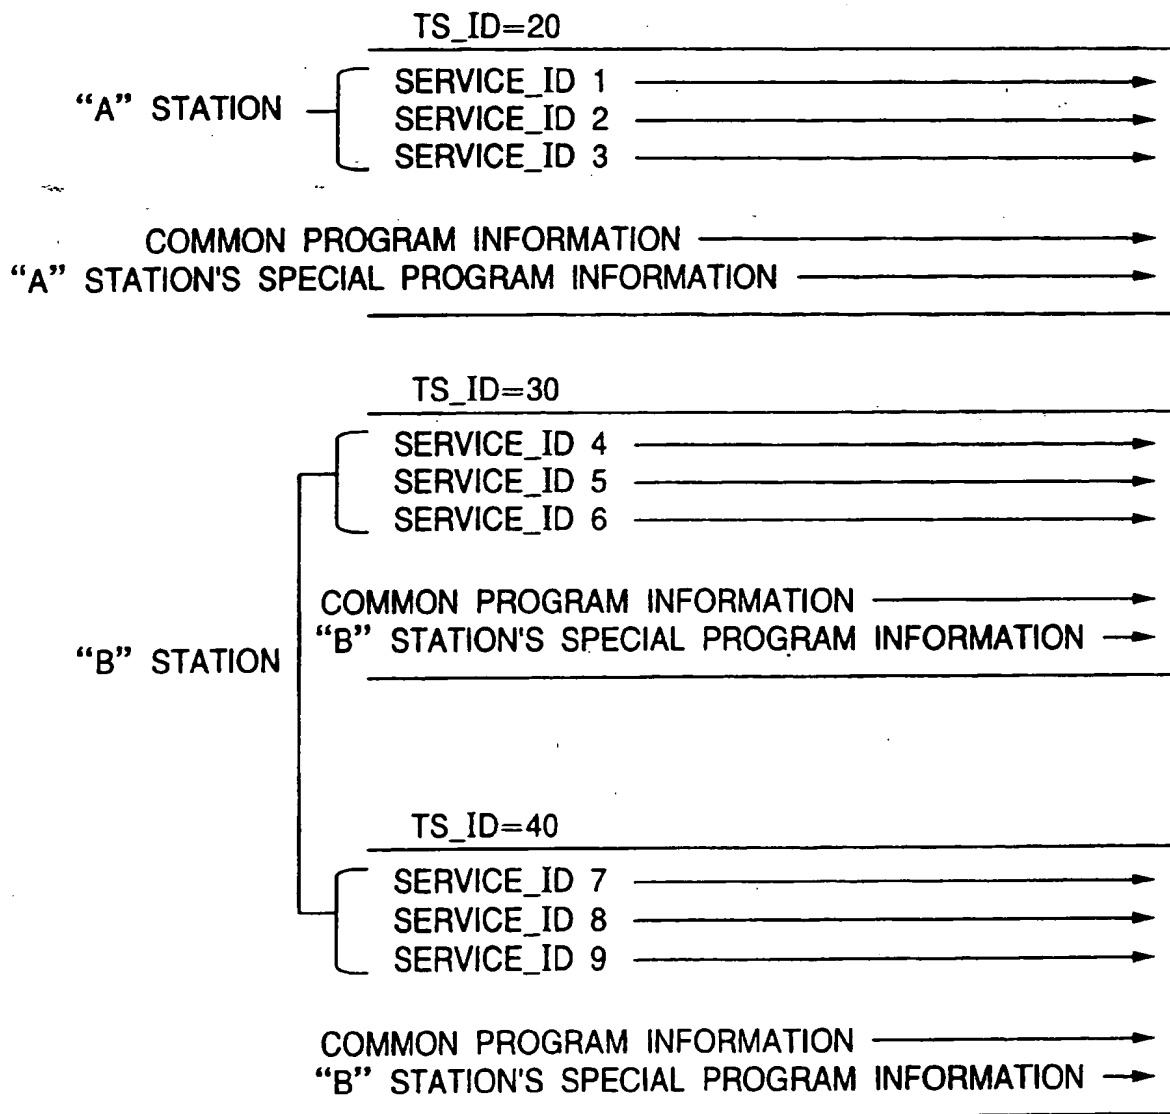 TS_ID=20
SERVICE_ID 1
“A” STATION SERVICE_ID 2
SERVICE_ID 3
COMMON PROGRAM INFORMATION
“A” STATION'S SPECIAL PROGRAM INFORMATION
TS_ID=30
SERVICE_ID 4
SERVICE_ID 5
SERVICE_ID 6
COMMON PROGRAM INFORMATION
“B” STATION'S SPECIAL PROGRAM INFORMATION
“B” STATION
TS_ID=40
SERVICE_ID 7
SERVICE_ID 8
SERVICE_ID 9
COMMON PROGRAM INFORMATION
“B” STATION'S SPECIAL PROGRAM INFORMATION